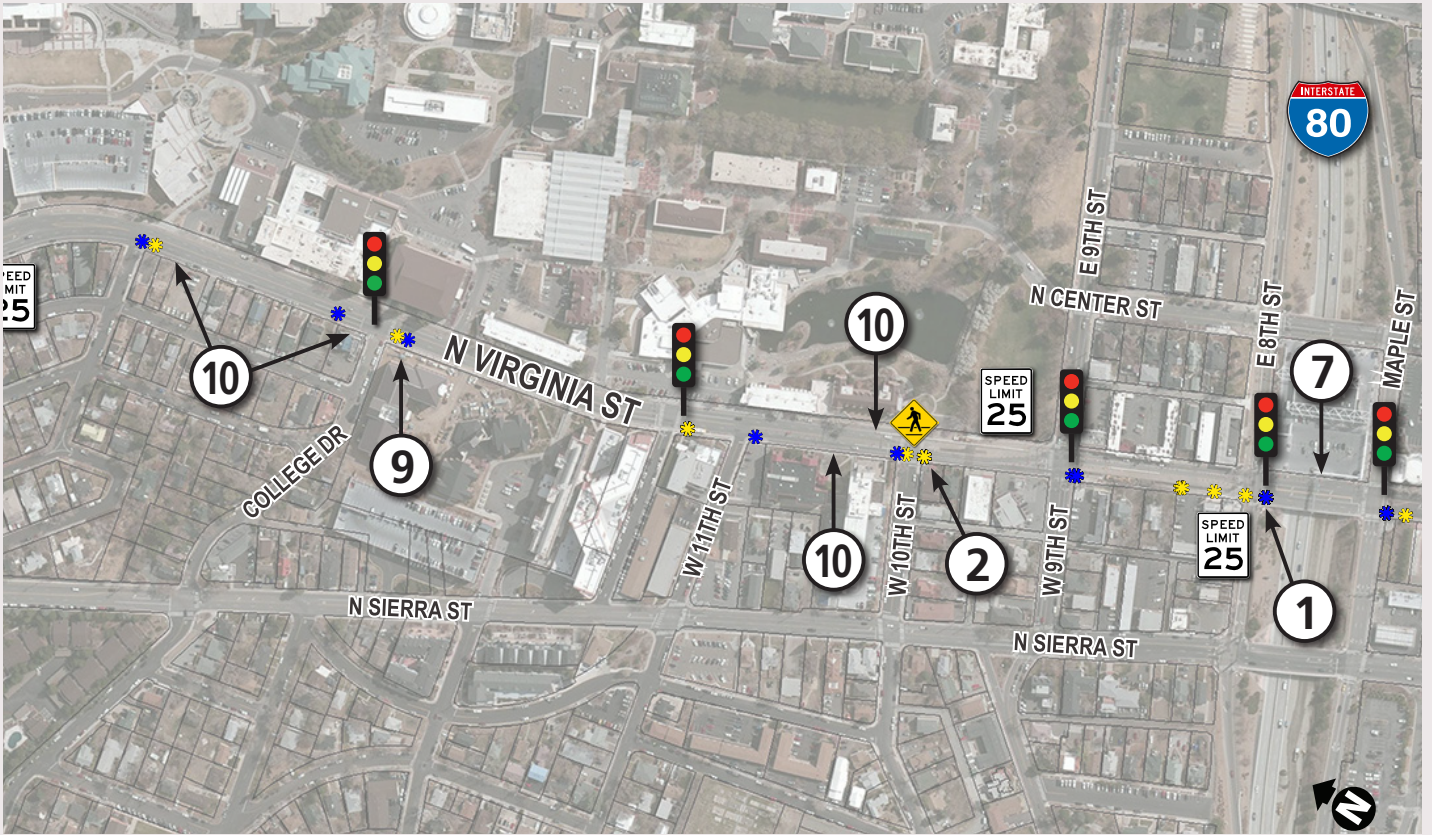 INTERSTATE
80
E 9TH ST
N CENTER ST
E 8TH ST
MAPLE ST
PEED
MIT
25
10
10
7
N VIRGINIA ST
SPEED
LIMIT
25
COLLEGE DR
9
W 11TH ST
10
W 10TH ST
2
W 9TH ST
SPEED
LIMIT
25
1
N SIERRA ST
N SIERRA ST
N